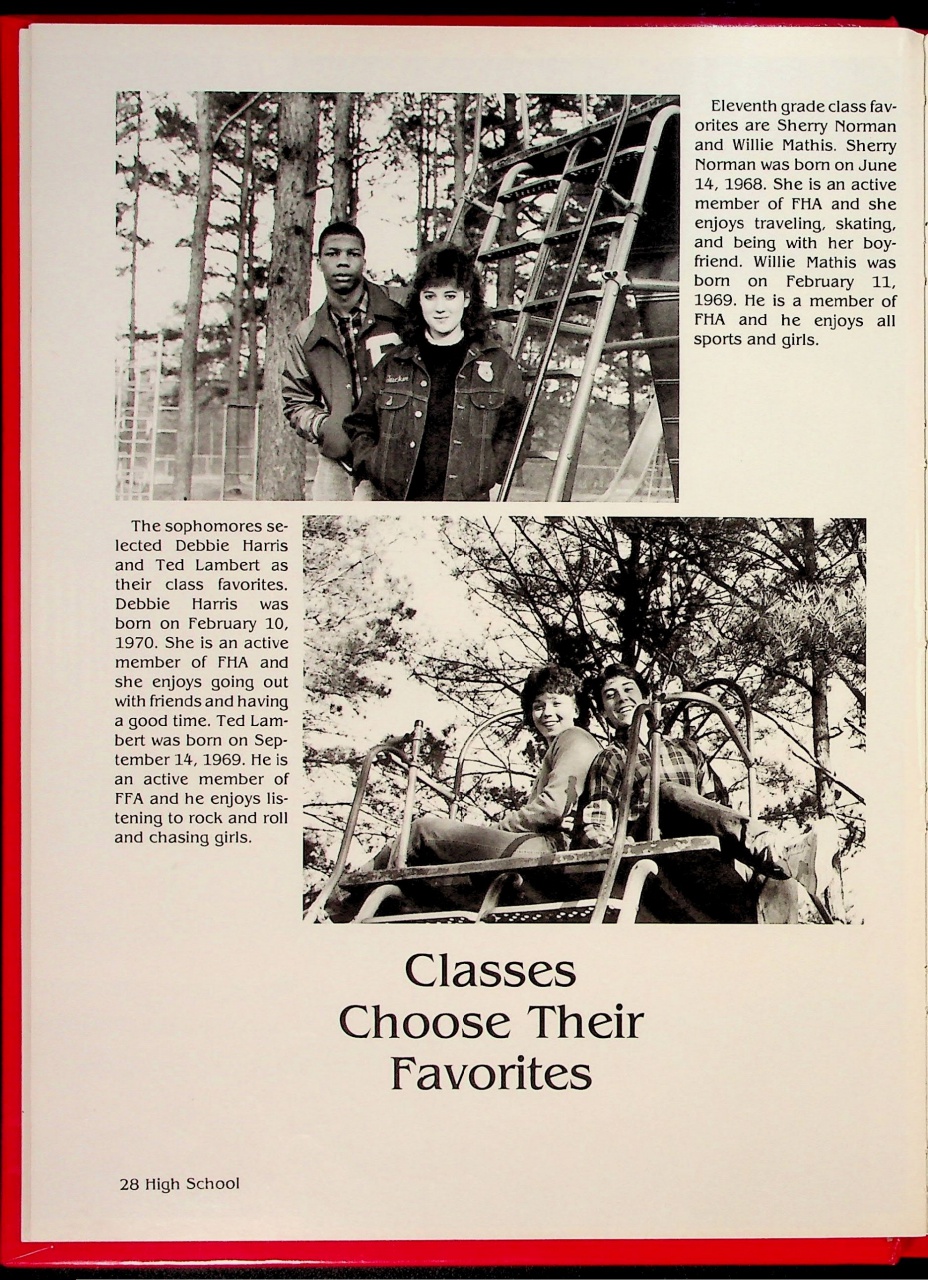 Eleventh grade class fav-
orites are Sherry Norman
and Willie Mathis. Sherry
Norman was born on June
14, 1968. She is an active
member of FHA and she
enjoys traveling, skating,
and being with her boy-
friend. Willie Mathis was
born on February 11,
1969. He is a member of
FHA and he enjoys all
sports and girls.
The sophomores se-
lected Debbie Harris
and Ted Lambert as
their class favorites.
Debbie Harris was
born on February 10,
1970. She is an active
member of FHA and
she enjoys going out
with friends and having
a good time. Ted Lam-
bert was born on Sep-
tember 14, 1969. He is
an active member of
FFA and he enjoys lis-
tening to rock and roll
and chasing girls.
Classes
Choose Their
Favorites
28 High School